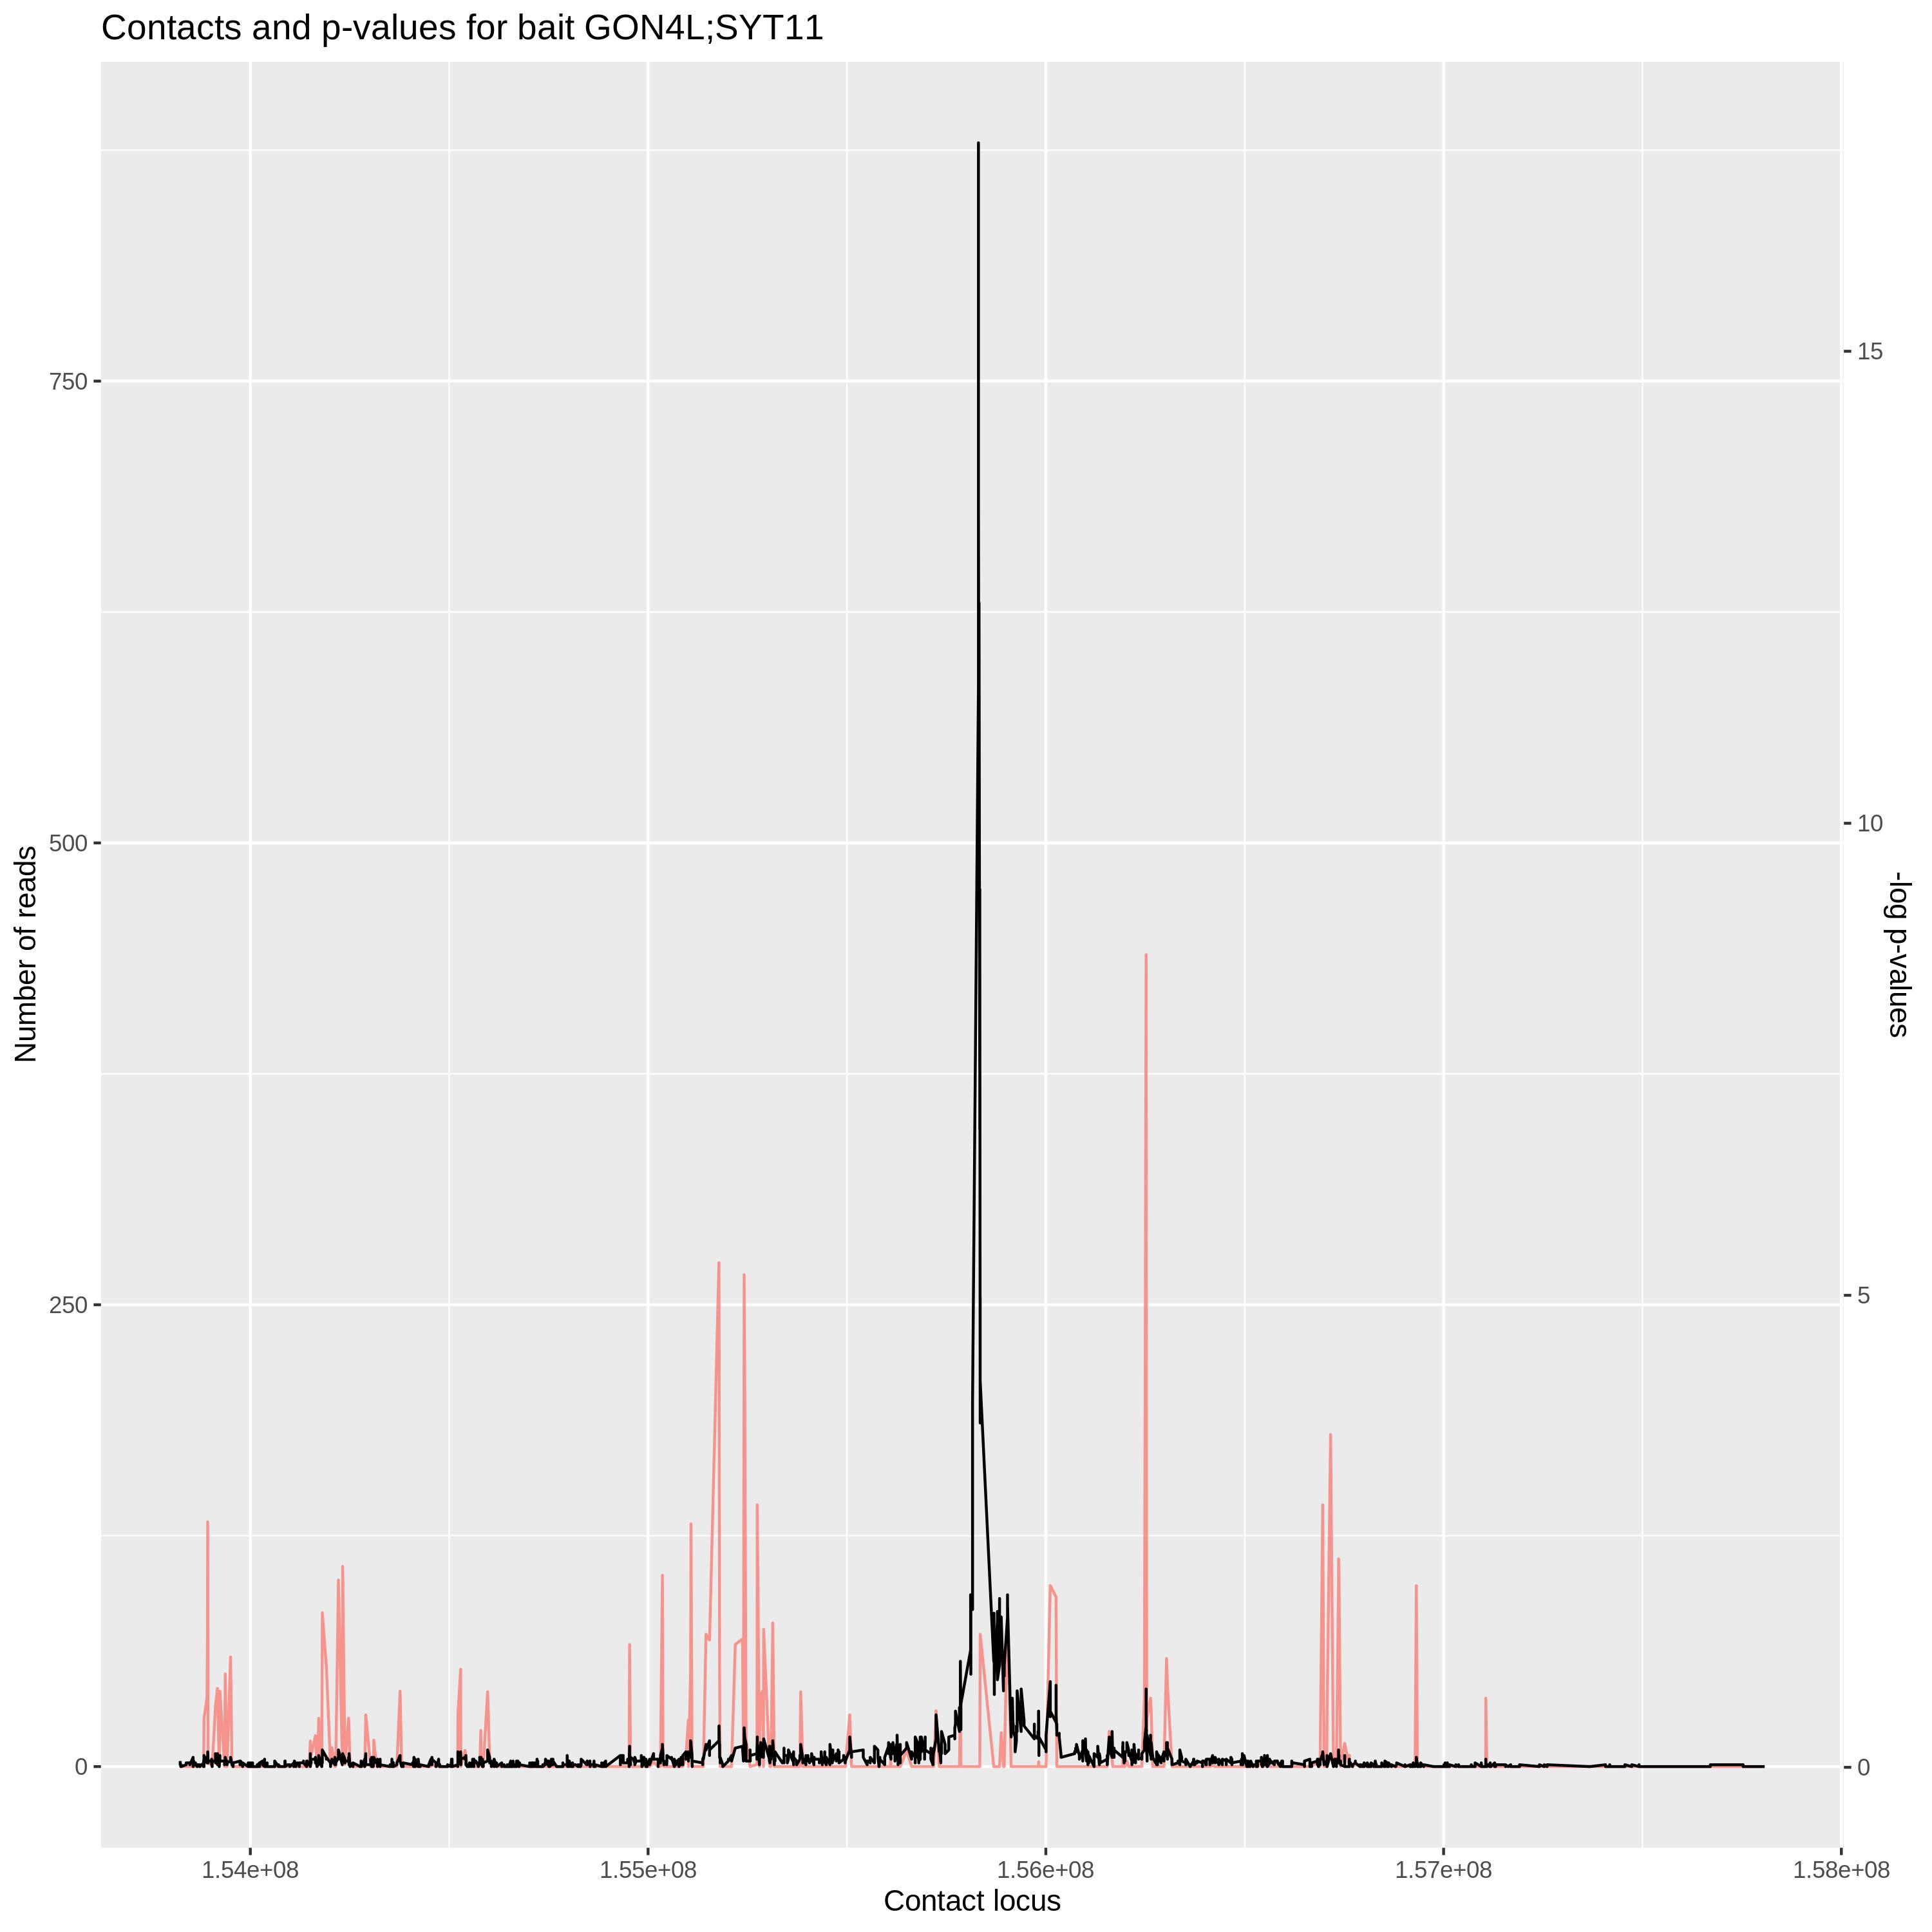 Contacts and p-values for bait GON4L;SYT11
Number of reads
750
500
250
0
15
10
5
0
-log p-values
1.54e+08
1.55e+08
1.56e+08
1.57e+08
1.58e+08
Contact locus